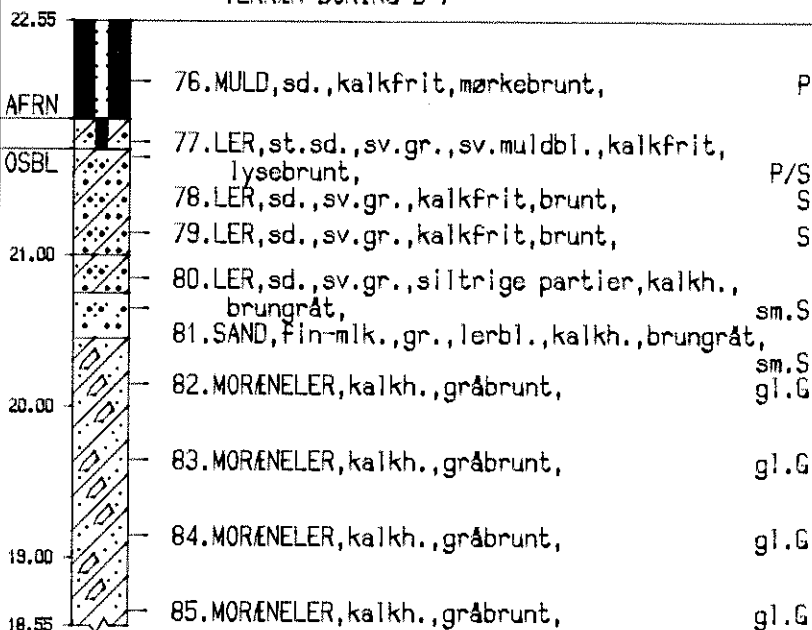 22.55
76.MULD,sd.,kalkfrit,mørkebrunt, P
AFRN
77.LER,st.sd.,sv.gr.,sv.muldbl.,kalkfrit,
OSBL lysebrunt, P/S
78.LER,sd.,sv.gr.,kalkfrit,brunt, S
79.LER,sd.,sv.gr.,kalkfrit,brunt, S
21.00
80.LER,sd.,sv.gr.,siltrige partier,kalkh.,
brungråt, sm.S
81.SAND,fin-mlk.,gr.,lerbl.,kalkh.,brungråt,
sm.S
82.MORÆNELER,kalkh.,gråbrunt, gl.G
20.00
83.MORÆNELER,kalkh.,gråbrunt, gl.G
84.MORÆNELER,kalkh.,gråbrunt, gl.G
19.00
85.MORÆNELER,kalkh.,gråbrunt, gl.G
18.55